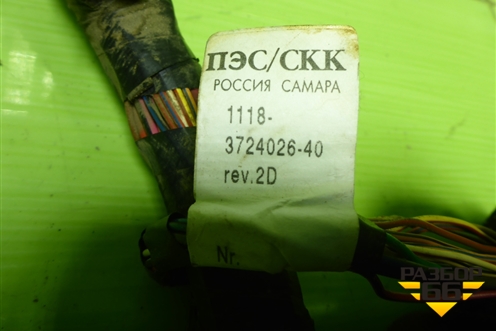 ПЭС/СКК
РОССИЯ САМАРА
1118-
3724026-40
rev.2D
Nr.
РАЗБОР
66